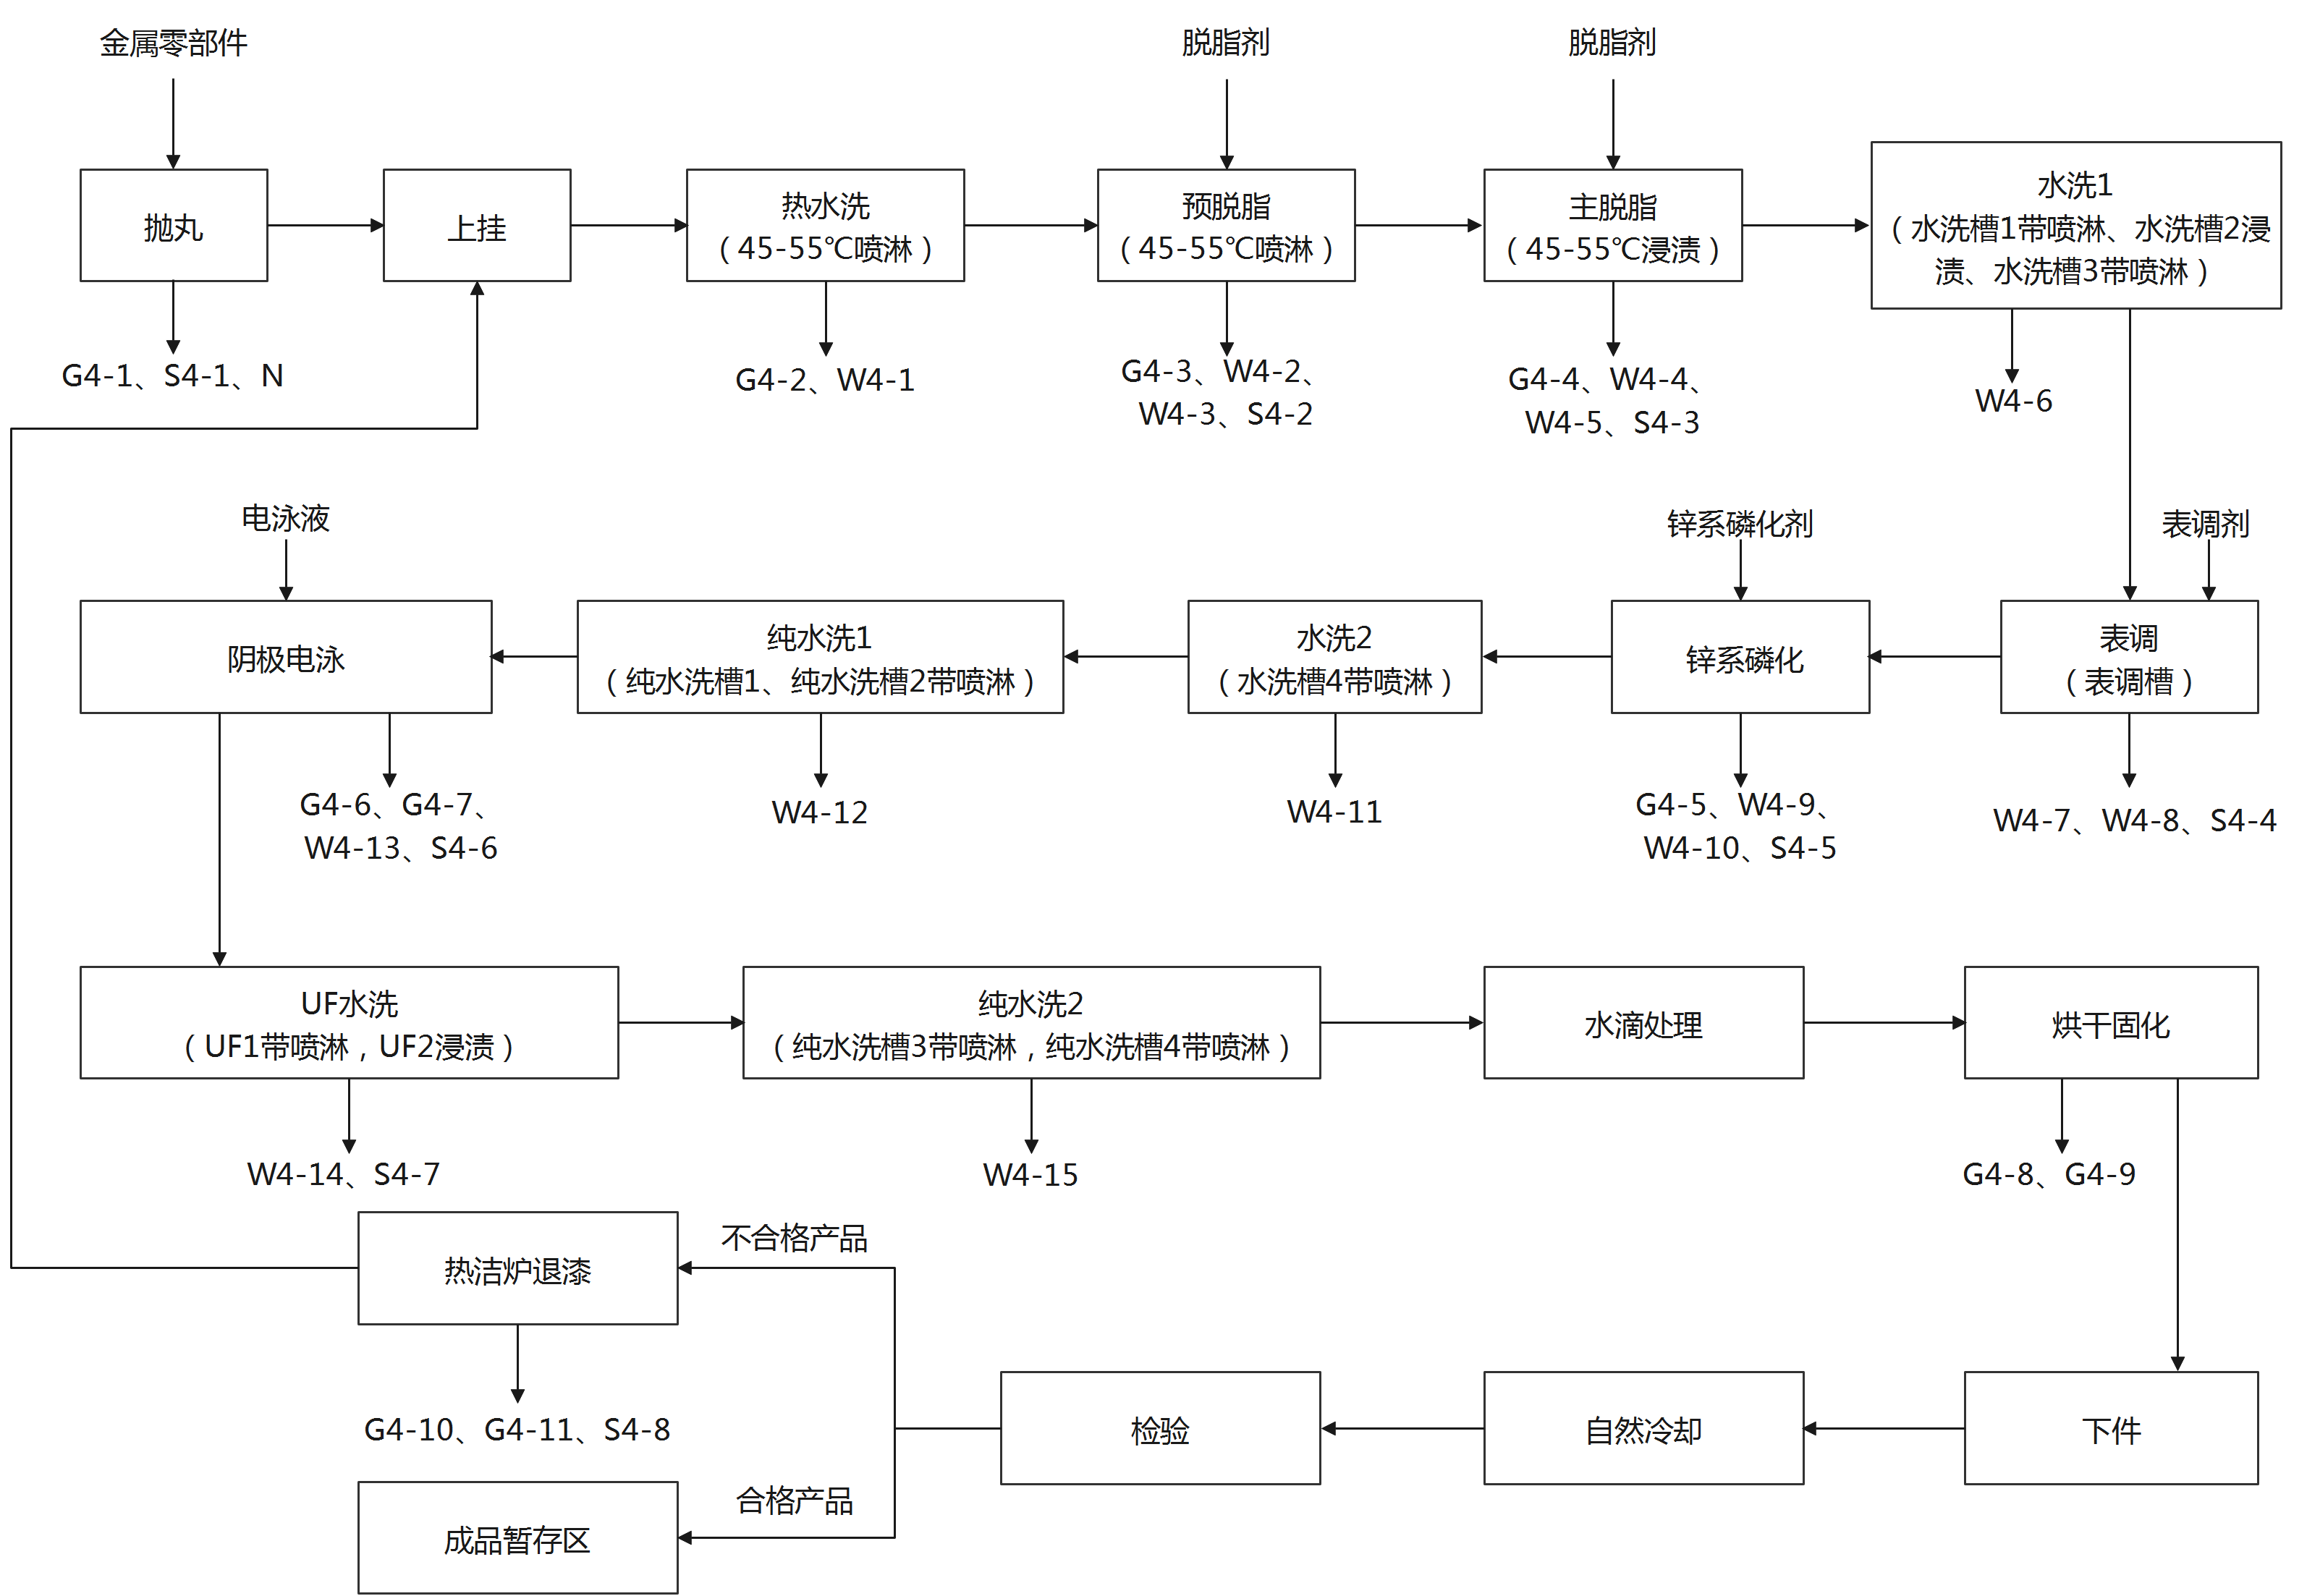 金属零部件
脱脂剂
脱脂剂
抛丸
上挂
热水洗
（45-55℃喷淋）
预脱脂
（45-55℃喷淋）
主脱脂
（45-55℃浸渍）
水洗1
（水洗槽1带喷淋、水洗槽2浸
渍、水洗槽3带喷淋）
G4-1、S4-1、N
G4-2、W4-1
G4-3、W4-2、
W4-3、S4-2
G4-4、W4-4、
W4-5、S4-3
W4-6
电泳液
锌系磷化剂
表调剂
阴极电泳
纯水洗1
（纯水洗槽1、纯水洗槽2带喷淋）
水洗2
（水洗槽4带喷淋）
锌系磷化
表调
（表调槽）
G4-6、G4-7、
W4-13、S4-6
W4-12
W4-11
G4-5、W4-9、
W4-10、S4-5
W4-7、W4-8、S4-4
UF水洗
（UF1带喷淋，UF2浸渍）
纯水洗2
（纯水洗槽3带喷淋，纯水洗槽4带喷淋）
水滴处理
烘干固化
W4-14、S4-7
W4-15
G4-8、G4-9
热洁炉退漆
不合格产品
G4-10、G4-11、S4-8
检验
自然冷却
下件
合格产品
成品暂存区